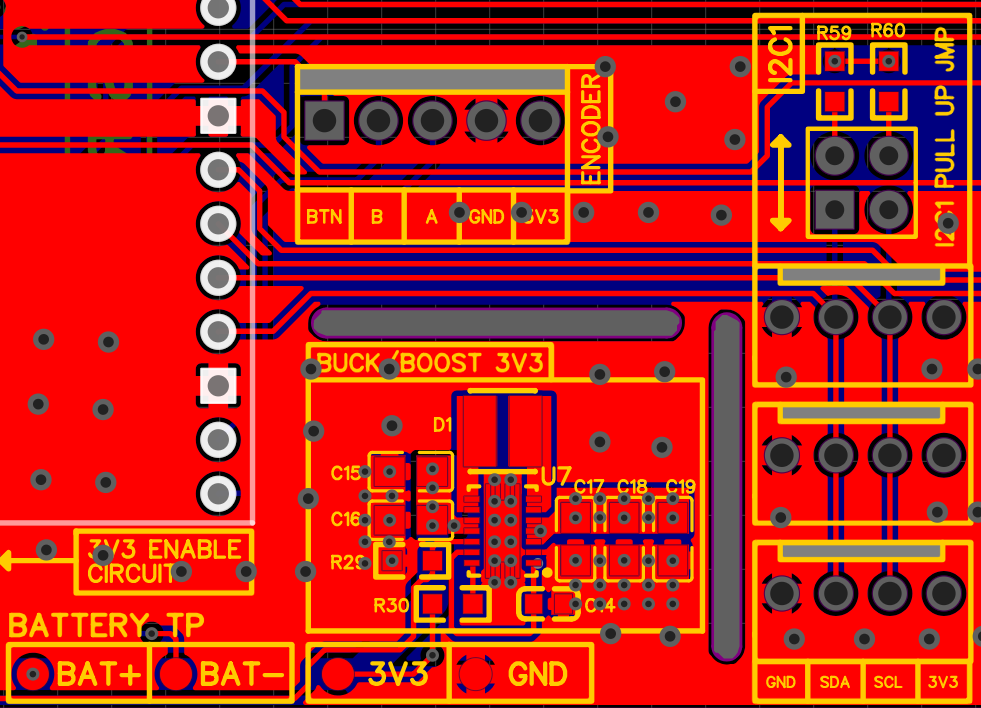 R59
R60
I2C1
JMP
ENCODER
UP
PULL
I2C1
BTN
B
A
GND
3V3
BUCK/BOOST 3V3
D1
C15
U7
C17
C18
C19
C16
R29
R30
3V3 ENABLE
CIRCUIT
BATTERY TP
BAT+
BAT-
3V3
GND
GND
SDA
SCL
3V3